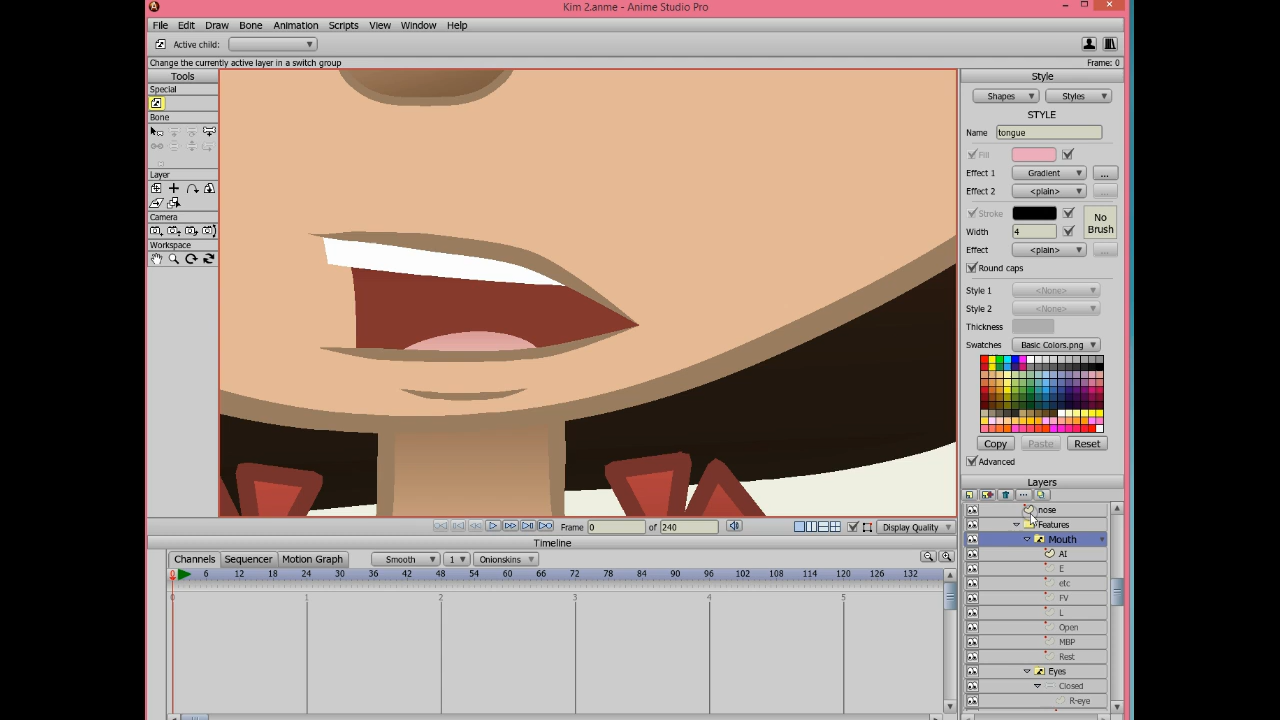 Kim 2.anme - Anime Studio Pro
File Edit Draw Bone Animation Scripts View Window Help
Active child:
Change the currently active layer in a switch group Frame: 0
Tools
Special
Bone
Layer
Camera
Workspace
Style
Shapes Styles
STYLE
Name tongue
Fill
Effect 1 Gradient ...
Effect 2 <plain> ...
Stroke No Brush
Width 4
Effect <plain> ...
Round caps
Style 1 <None>
Style 2 <None>
Thickness
Swatches Basic Colors.png
Copy Paste Reset
Advanced
Layers
nose
Features
Mouth
AI
E
etc
FV
L
Open
MBP
Rest
Eyes
Closed
R-eye
Frame 0 of 240 Display Quality
Timeline
Channels Sequencer Motion Graph Smooth 1 Onionskins
0 6 12 18 24 30 36 42 48 54 60 66 72 78 84 90 96 102 108 114 120 126 132
0 1 2 3 4 5